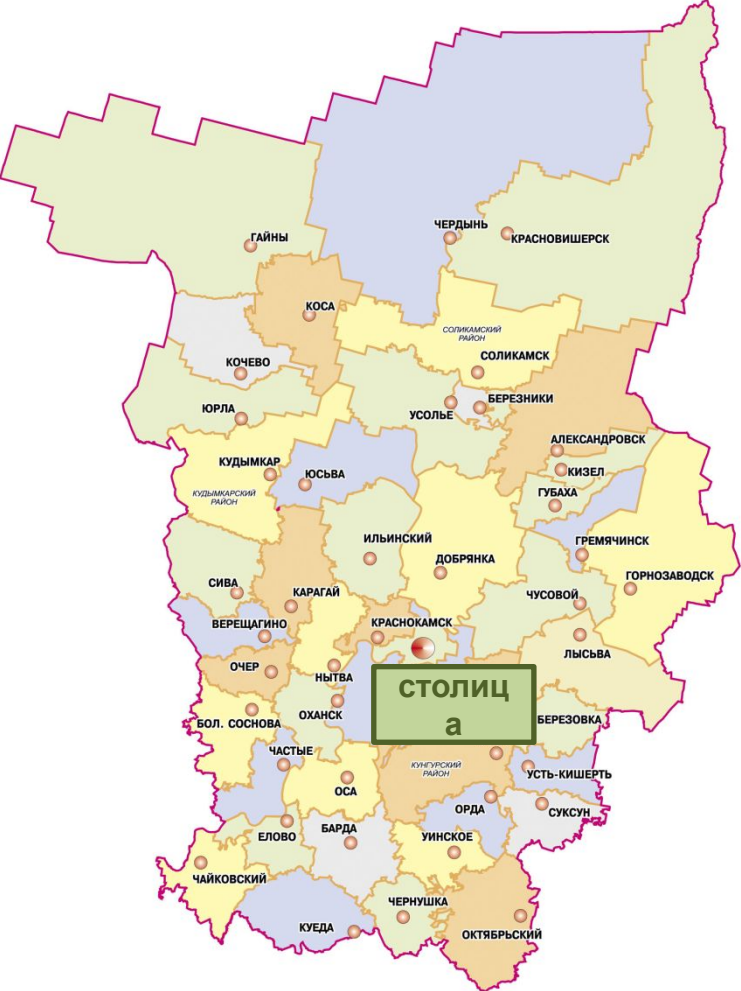 ГАЙНЫ
ЧЕРДЫНЬ
КРАСНОВИШЕРСК
КОСА
СОЛИКАМСКИЙ
РАЙОН
СОЛИКАМСК
КОЧЕВО
БЕРЕЗНИКИ
ЮРЛА
УСОЛЬЕ
АЛЕКСАНДРОВСК
КУДЫМКАР
КИЗЕЛ
ЮСЬВА
КУДЫМКАРСКИЙ
РАЙОН
ГУБАХА
ИЛЬИНСКИЙ
ГРЕМЯЧИНСК
ДОБРЯНКА
ГОРНОЗАВОДСК
СИВА
КАРАГАЙ
ЧУСОВОЙ
ВЕРЕЩАГИНО
КРАСНОКАМСК
ЛЫСЬВА
ОЧЕР
НЫТВА
СТОЛИЦ
А
ОХАНСК
БОЛ. СОСНОВА
БЕРЕЗОВКА
ЧАСТЫЕ
КУНГУРСКИЙ
РАЙОН
УСТЬ-КИШЕРТЬ
ОСА
ОРДА
СУКСУН
ЕЛОВО
БАРДА
УИНСКОЕ
ЧАЙКОВСКИЙ
ЧЕРНУШКА
КУЕДА
ОКТЯБРЬСКИЙ